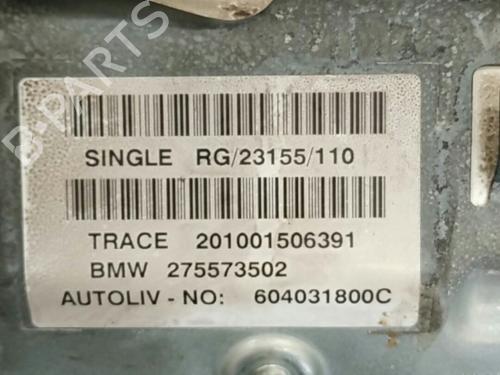 B-PARTS
SINGLE RG/23155/110
TRACE 201001506391
BMW 275573502
AUTOLIV - NO: 604031800C